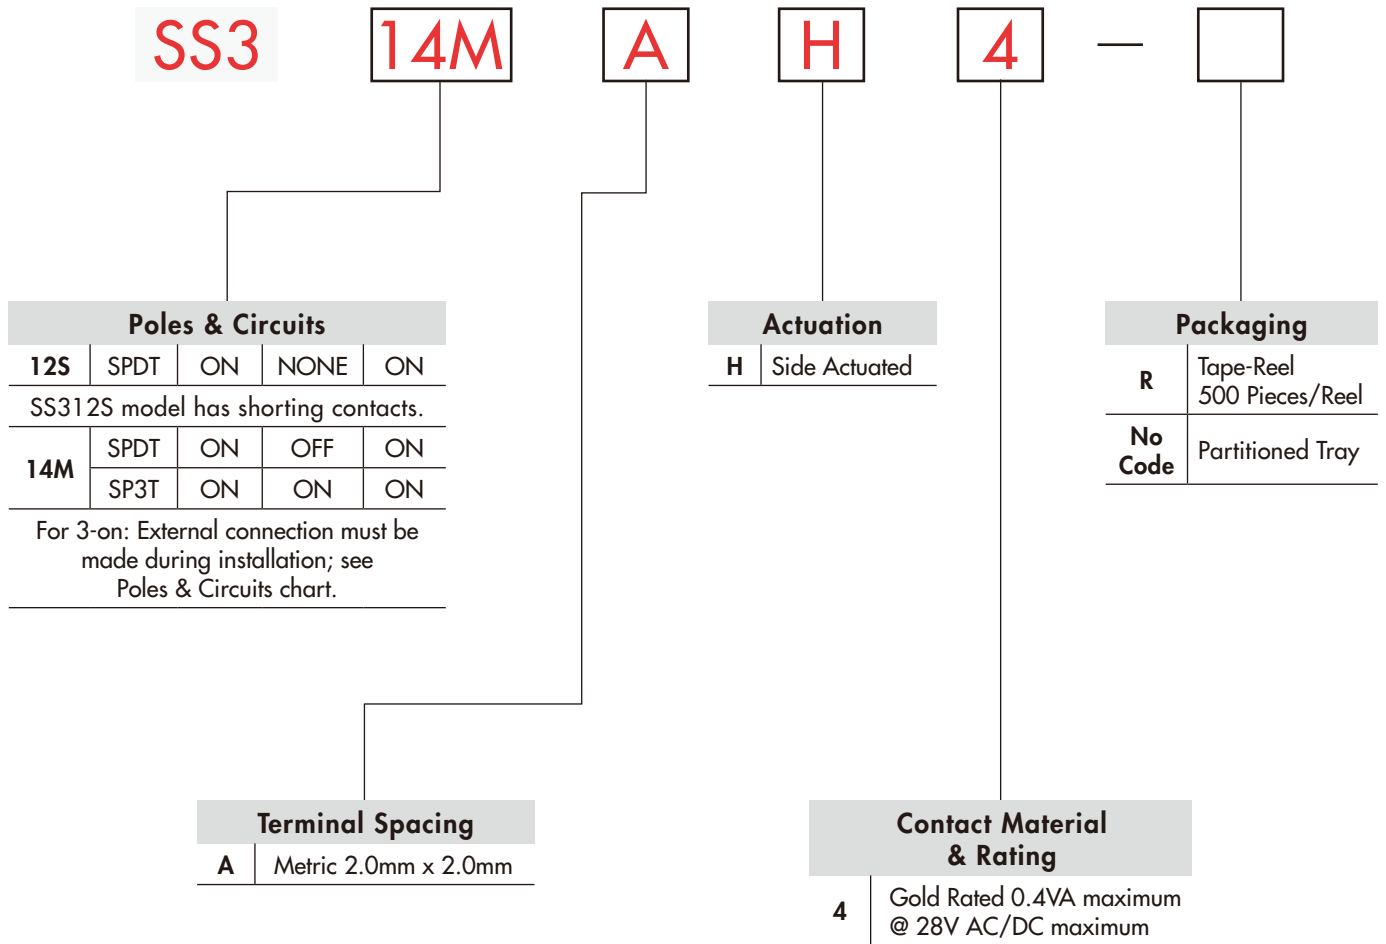 SS3 14M A H 4 —
Poles & Circuits
12S SPDT ON NONE ON
SS312S model has shorting contacts.
14M SPDT ON OFF ON
SP3T ON ON ON
For 3-on: External connection must be
made during installation; see
Poles & Circuits chart.
Actuation
H Side Actuated
Packaging
R Tape-Reel
500 Pieces/Reel
No
Code Partitioned Tray
Terminal Spacing
A Metric 2.0mm x 2.0mm
Contact Material
& Rating
4 Gold Rated 0.4VA maximum
@ 28V AC/DC maximum